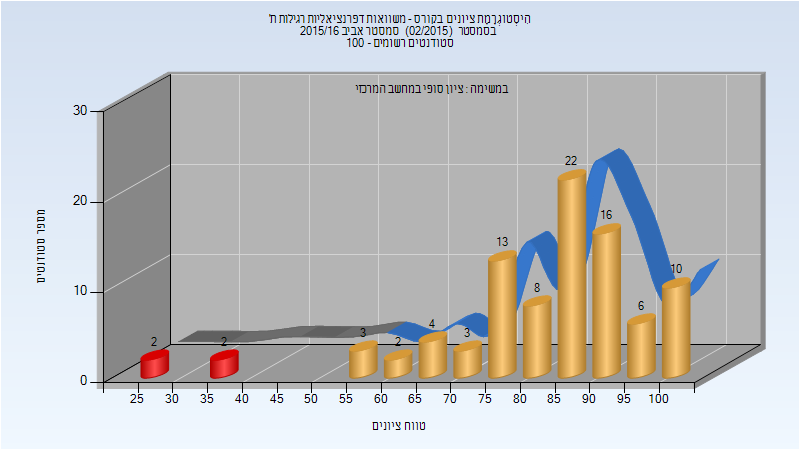 היסטוגרמת ציונים בקורס - משוואות דפרנציאליות רגילות ח'
בסמסטר (02/2015) סמסטר אביב 2015/16
סטודנטים רשומים - 100
במשימה : ציון סופי במחשב המרכזי
מספר סטודנטים
30
20
10
0
2
2
3
2
4
3
13
8
22
16
6
10
25 30 35 40 45 50 55 60 65 70 75 80 85 90 95 100
טווח ציונים